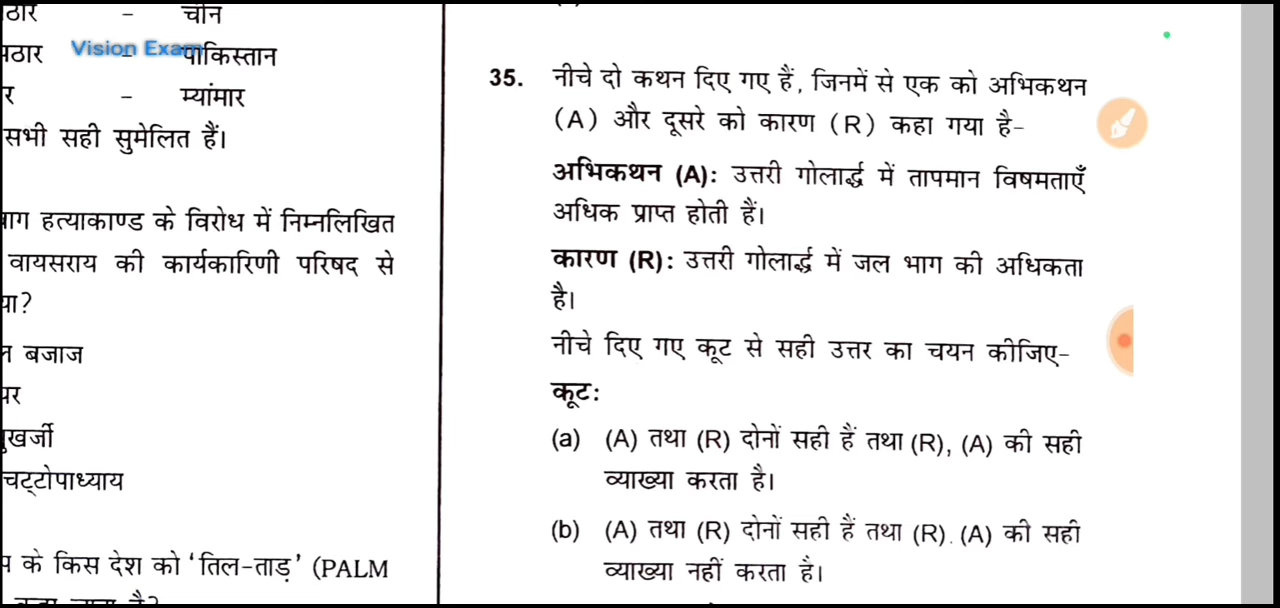 ठार - चीन
पठार - पाकिस्तान
Vision Exam
र - म्यांमार
सभी सही सुमेलित हैं।
बाग हत्याकाण्ड के विरोध में निम्नलिखित
वायसराय की कार्यकारिणी परिषद से
या?
न बजाज
यर
मुखर्जी
चट्टोपाध्याय
के किस देश को 'तिल-ताड़' (PALM
35. नीचे दो कथन दिए गए हैं, जिनमें से एक को अभिकथन
(A) और दूसरे को कारण (R) कहा गया है-
अभिकथन (A): उत्तरी गोलार्द्ध में तापमान विषमताएँ
अधिक प्राप्त होती हैं।
कारण (R): उत्तरी गोलार्द्ध में जल भाग की अधिकता
है।
नीचे दिए गए कूट से सही उत्तर का चयन कीजिए-
कूट:
(a) (A) तथा (R) दोनों सही हैं तथा (R), (A) की सही
व्याख्या करता है।
(b) (A) तथा (R) दोनों सही हैं तथा (R). (A) की सही
व्याख्या नहीं करता है।